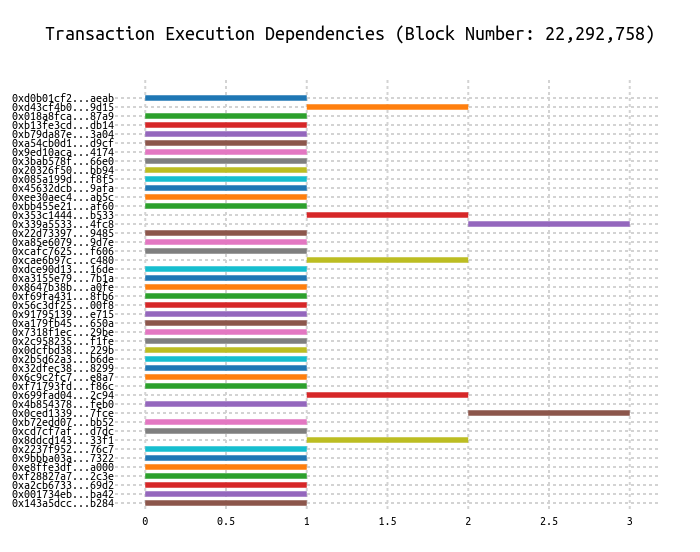 Transaction Execution Dependencies (Block Number: 22,292,758)
0xd0b01cf2...aeab
0xd43cf4b0...9d15
0x018a8fca...87a9
0xb13fe3cd...db14
0xb79da87e...3a04
0xa54cb0d1...d9cf
0x9ed10aca...4174
0x3bab578f...66e0
0x20326f50...bb94
0x085a199d...f8f5
0x45632dcb...9afa
0xee30aec4...ab5c
0xbb455e21...af60
0x353c1444...b533
0x339a5533...4fc8
0x22d73397...9485
0xa85e6079...9d7e
0xcafc7625...f606
0xcae6b97c...c480
0xdce90d13...16de
0xa3155e79...7b1a
0x8647b38b...a0fe
0xf69fa431...8fb6
0x56c3df25...00f8
0x91795139...e715
0xa179fb45...650a
0x7318f1ec...29be
0x2c958235...f1fe
0x0dcfbd38...229b
0x2b5d62a3...b6de
0x32dfec38...8299
0x6c9c2fc7...e8a7
0xf71793fd...f86c
0x699fad04...2c94
0x4b854378...feb0
0x0ced1339...7fce
0xb72edd07...bb52
0xcd7cf7af...d7dc
0x8ddcd143...33f1
0x2237f952...76c7
0x9bbba03a...7322
0xe8ffe3df...a000
0xf28827a7...2c3e
0xa2cb6733...69d2
0x001734eb...ba42
0x143a5dcc...b284
0 0.5 1 1.5 2 2.5 3